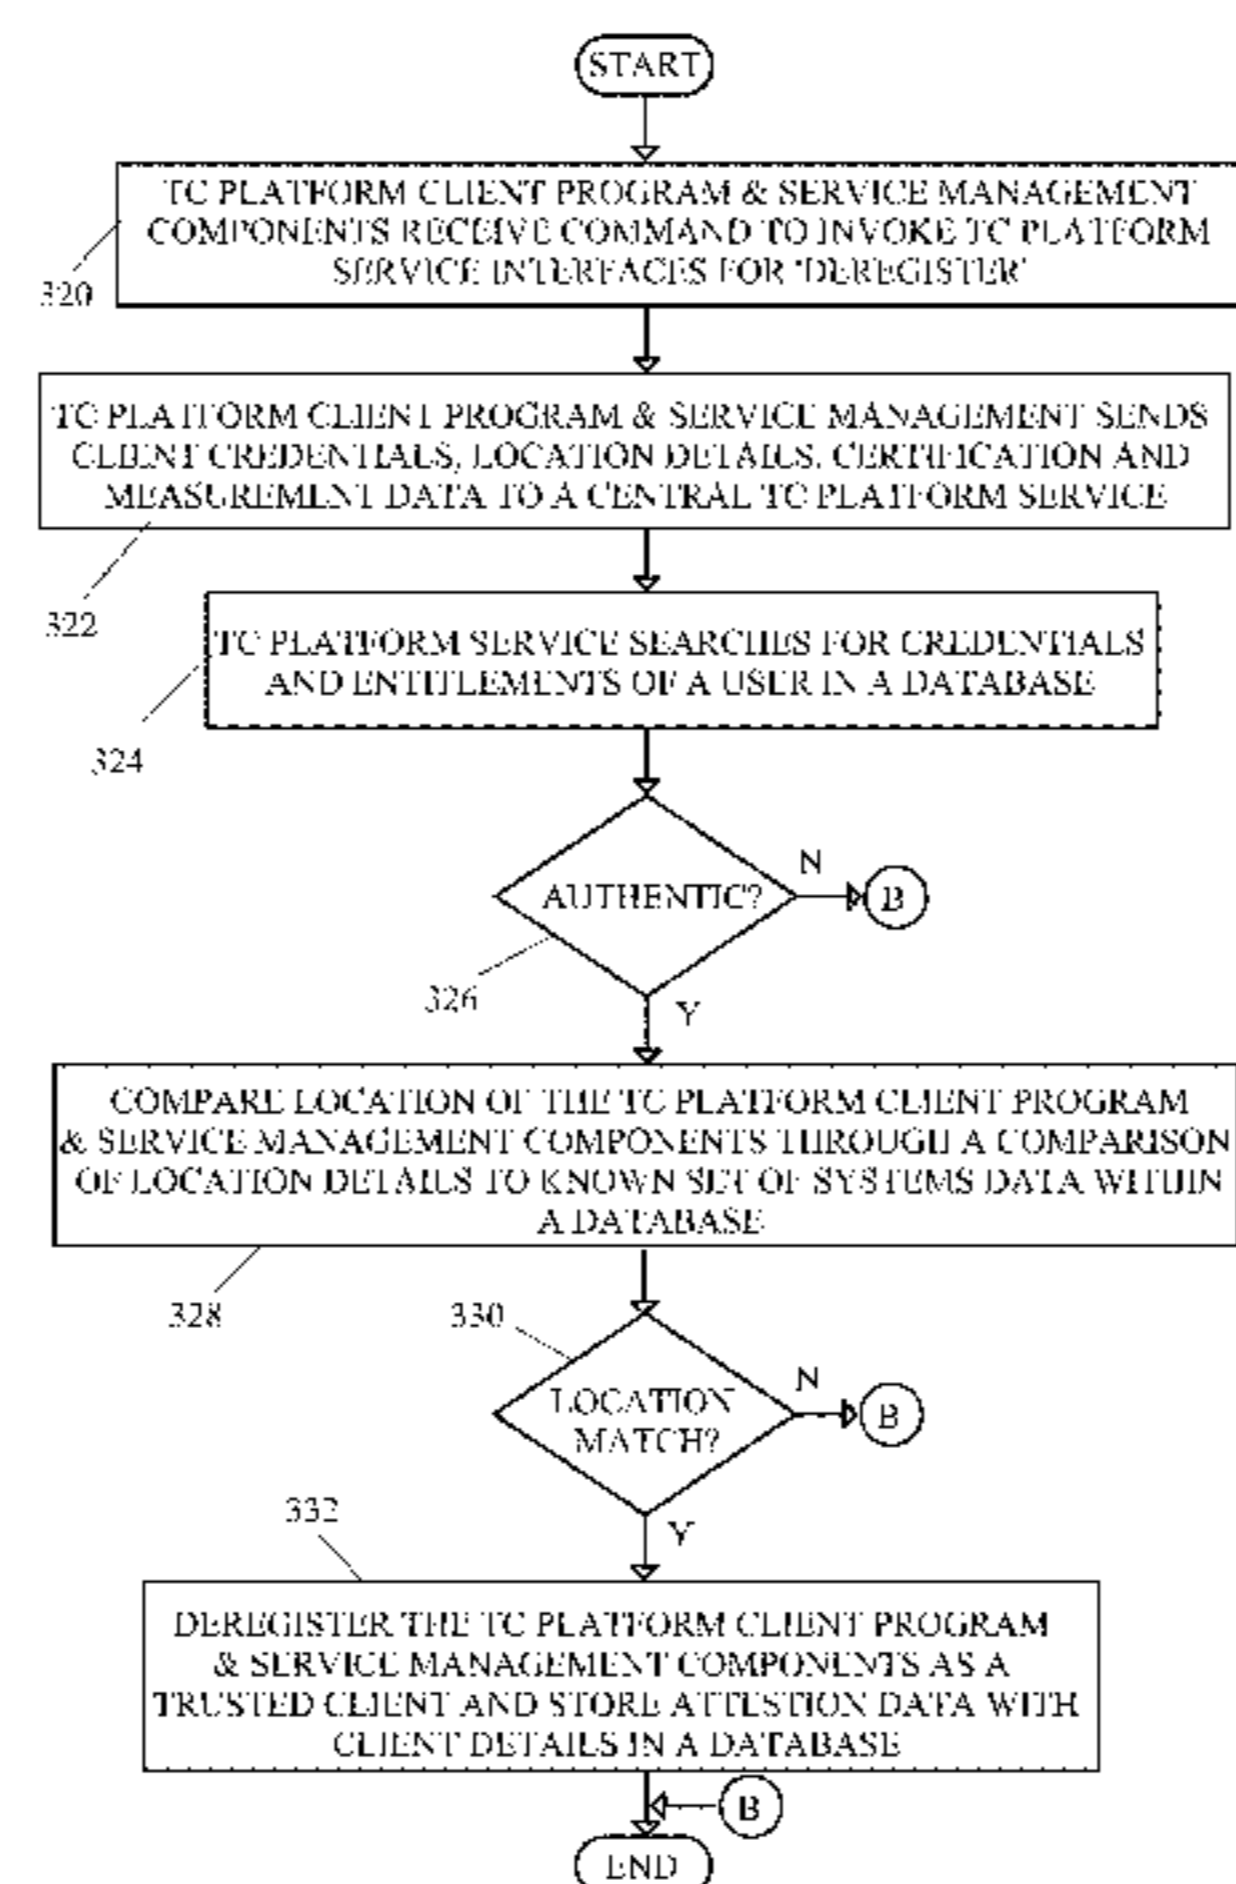 START
TC PLATFORM CLIENT PROGRAM & SERVICE MANAGEMENT
COMPONENTS RECEIVE COMMAND TO INVOKE TC PLATFORM
SERVICE INTERFACES FOR 'DEREGISTER'
320
TC PLATFORM CLIENT PROGRAM & SERVICE MANAGEMENT SENDS
CLIENT CREDENTIALS, LOCATION DETAILS, CERTIFICATION AND
MEASUREMENT DATA TO A CENTRAL TC PLATFORM SERVICE
322
TC PLATFORM SERVICE SEARCHES FOR CREDENTIALS
AND ENTITLEMENTS OF A USER IN A DATABASE
324
AUTHENTIC?
N
B
326
Y
COMPARE LOCATION OF THE TC PLATFORM CLIENT PROGRAM
& SERVICE MANAGEMENT COMPONENTS THROUGH A COMPARISON
OF LOCATION DETAILS TO KNOWN SET OF SYSTEMS DATA WITHIN
A DATABASE
328
330
LOCATION
MATCH?
N
B
332
Y
DEREGISTER THE TC PLATFORM CLIENT PROGRAM
& SERVICE MANAGEMENT COMPONENTS AS A
TRUSTED CLIENT AND STORE ATTESTION DATA WITH
CLIENT DETAILS IN A DATABASE
B
END